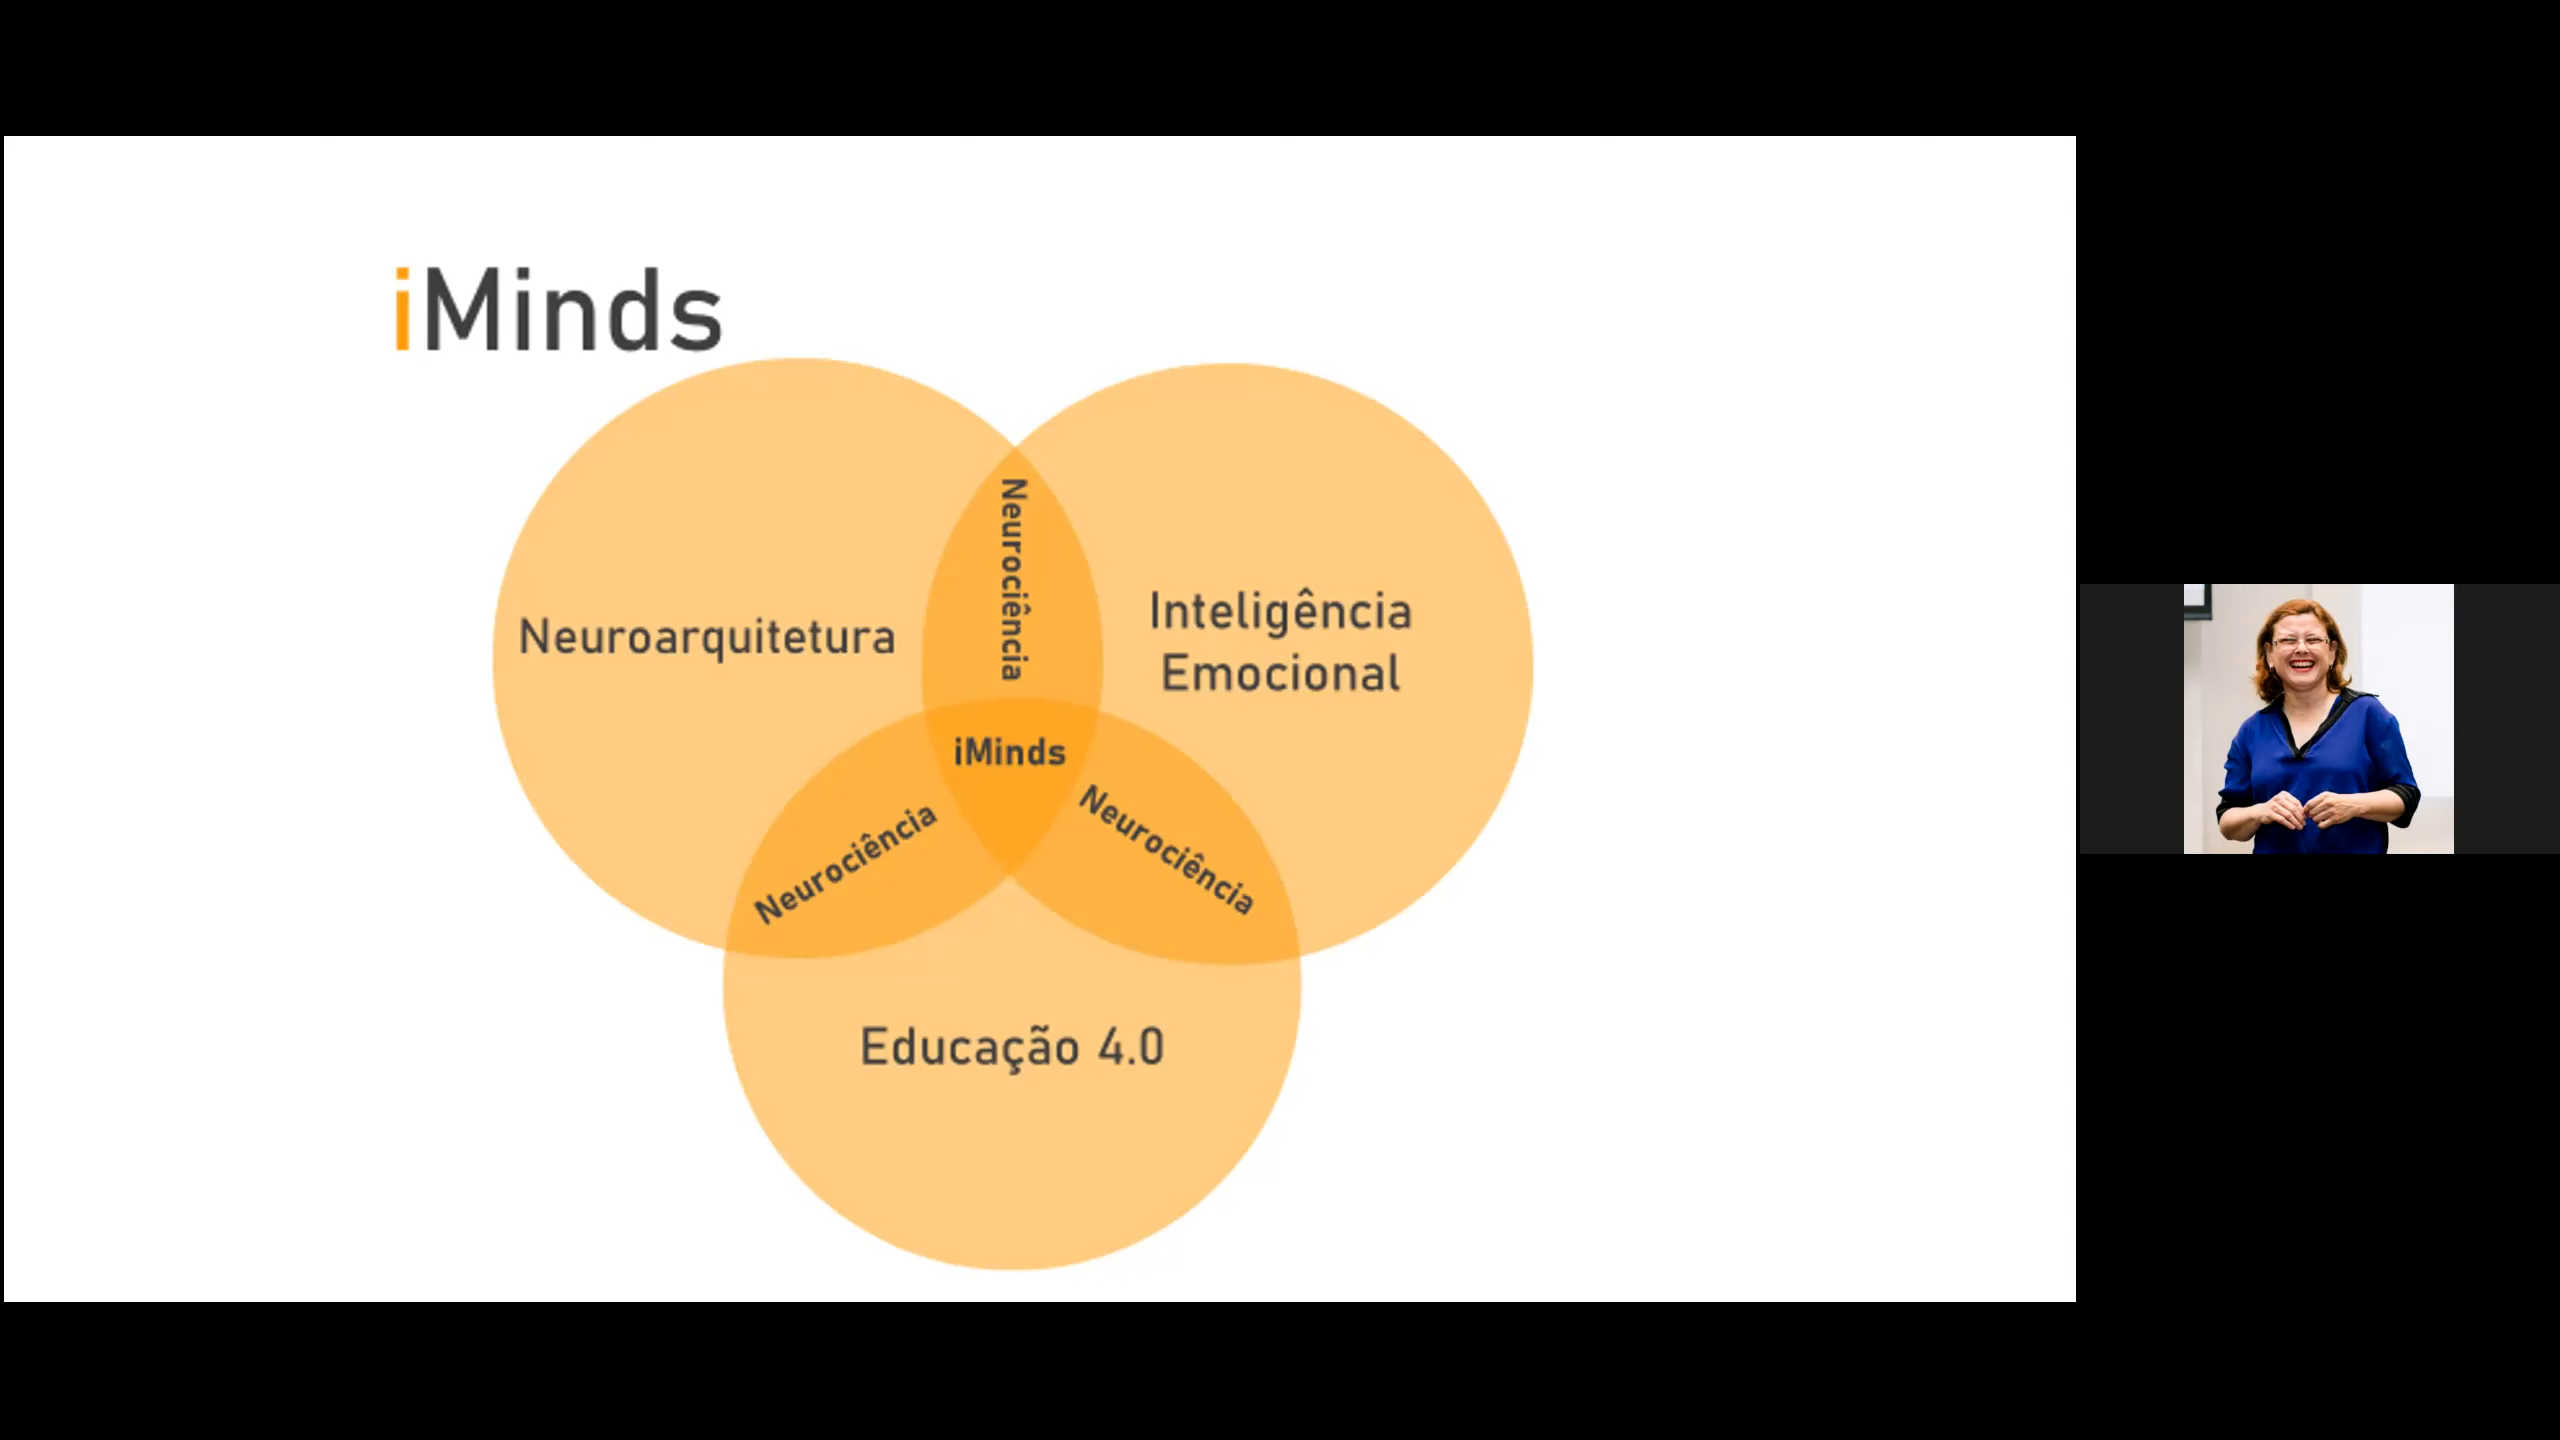 iMinds
Neurociência
Neuroarquitetura
Inteligência
Emocional
iMinds
Neurociência
Neurociência
Educação 4.0